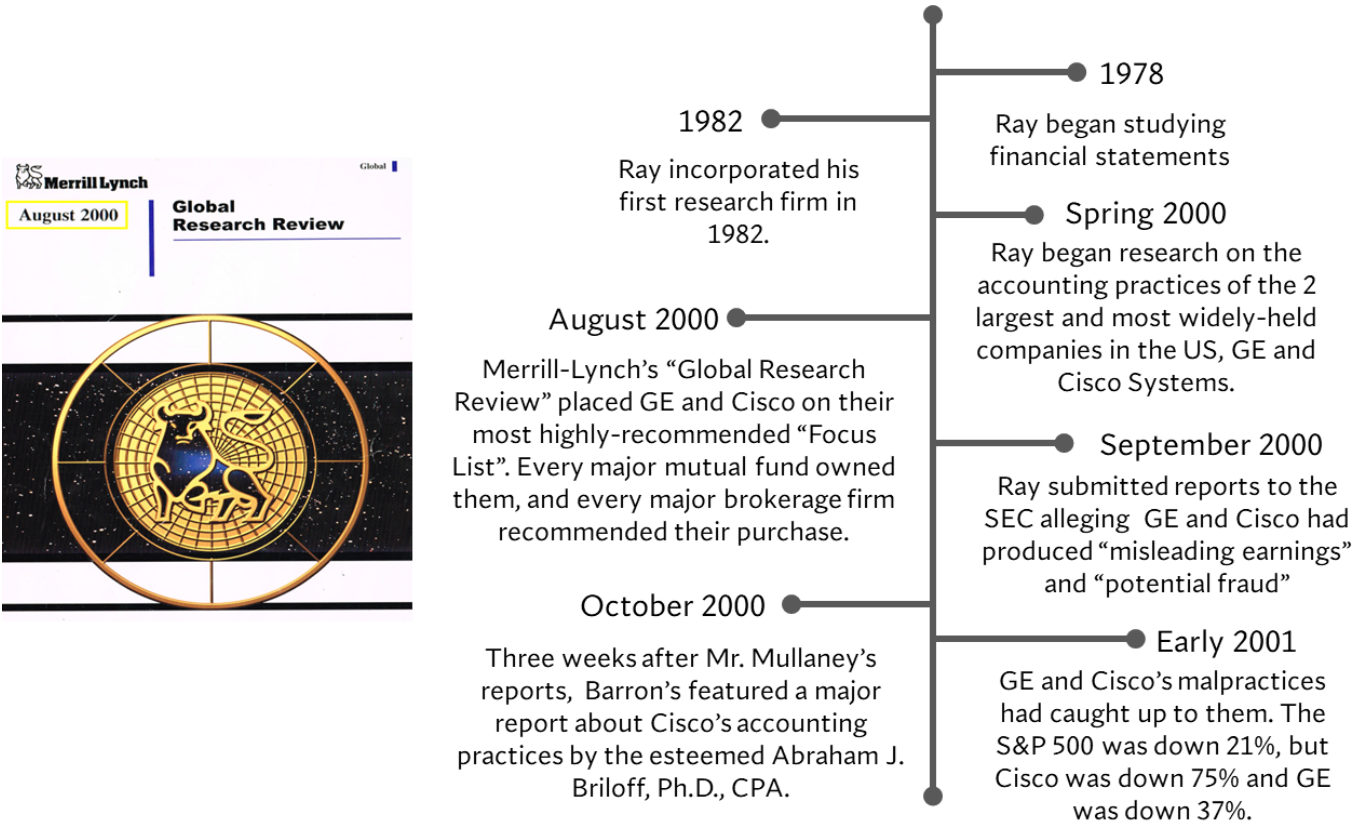 Merrill Lynch
Global
August 2000
Global
Research Review
1978
Ray began studying
financial statements
1982
Ray incorporated his
first research firm in
1982.
Spring 2000
Ray began research on the
accounting practices of the 2
largest and most widely-held
companies in the US, GE and
Cisco Systems.
August 2000
Merrill-Lynch’s “Global Research
Review” placed GE and Cisco on their
most highly-recommended “Focus
List”. Every major mutual fund owned
them, and every major brokerage firm
recommended their purchase.
September 2000
Ray submitted reports to the
SEC alleging GE and Cisco had
produced “misleading earnings”
and “potential fraud”
October 2000
Three weeks after Mr. Mullaney’s
reports, Barron’s featured a major
report about Cisco’s accounting
practices by the esteemed Abraham J.
Briloff, Ph.D., CPA.
Early 2001
GE and Cisco’s malpractices
had caught up to them. The
S&P 500 was down 21%, but
Cisco was down 75% and GE
was down 37%.